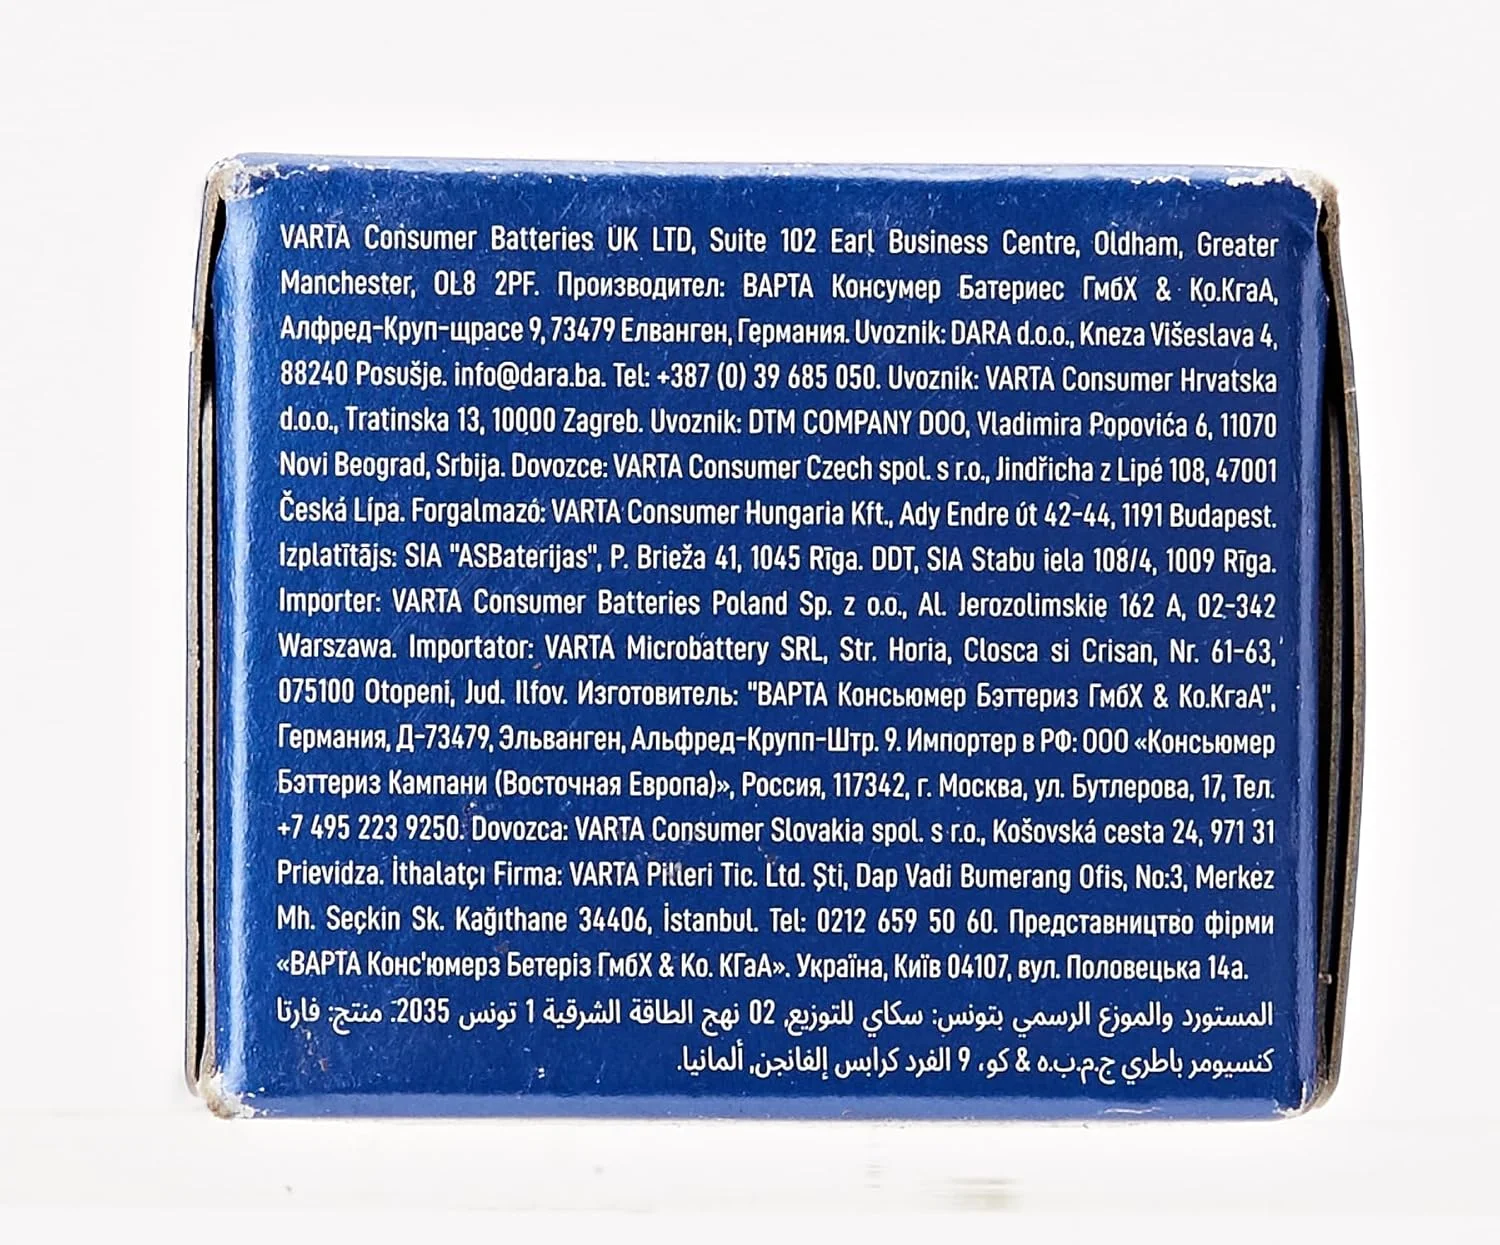 VARTA Consumer Batteries UK LTD, Suite 102 Earl Business Centre, Oldham, Greater
Manchester, OL8 2PF. Производител: ВАРТА Консумер Батериес ГмбХ & Ко.КгаА,
Алфред-Круп-щрасе 9, 73479 Елванген, Германия. Uvoznik: DARA d.o.o., Kneza Višeslava 4,
88240 Posušje. info@dara.ba. Tel: +387 (0) 39 685 050. Uvoznik: VARTA Consumer Hrvatska
d.o.o., Tratinska 13, 10000 Zagreb. Uvoznik: DTM COMPANY DOO, Vladimira Popovića 6, 11070
Novi Beograd, Srbija. Dovozce: VARTA Consumer Czech spol. s r.o., Jindřicha z Lipé 108, 47001
Česká Lípa. Forgalmazó: VARTA Consumer Hungaria Kft., Ady Endre út 42-44, 1191 Budapest.
Izplatītājs: SIA "ASBaterijas", P. Brieža 41, 1045 Rīga. DDT, SIA Stabu iela 108/4, 1009 Rīga.
Importer: VARTA Consumer Batteries Poland Sp. z o.o., Al. Jerozolimskie 162 A, 02-342
Warszawa. Importator: VARTA Microbattery SRL, Str. Horia, Closca si Crisan, Nr. 61-63,
075100 Otopeni, Jud. Ilfov. Изготовитель: "ВАРТА Консьюмер Бэттериз ГмбХ & Ко.КгаА",
Германия, Д-73479, Эльванген, Альфред-Крупп-Штр. 9. Импортер в РФ: ООО «Консьюмер
Бэттериз Кампани (Восточная Европа)», Россия, 117342, г. Москва, ул. Бутлерова, 17, Тел.
+7 495 223 9250. Dovozca: VARTA Consumer Slovakia spol. s r.o., Košovská cesta 24, 971 31
Prievidza. İthalatçı Firma: VARTA Pilleri Tic. Ltd. Şti, Dap Vadi Bumerang Ofis, No:3, Merkez
Mh. Seçkin Sk. Kağıthane 34406, İstanbul. Tel: 0212 659 50 60. Представництво фірми
«ВАРТА Конс'юмерз Бетеріз ГмбХ & Ко. КГаА». Україна, Київ 04107, вул. Половецька 14а.
المستورد والموزع الرسمي بتونس: سكاي للتوزيع, 02 نهج الطاقة الشرقية 1 تونس 2035. منتج: فارتا
كنسيومر باطري ج.م.ب.ه & كو، 9 الفرد كرابس إلفانجن, ألمانيا.